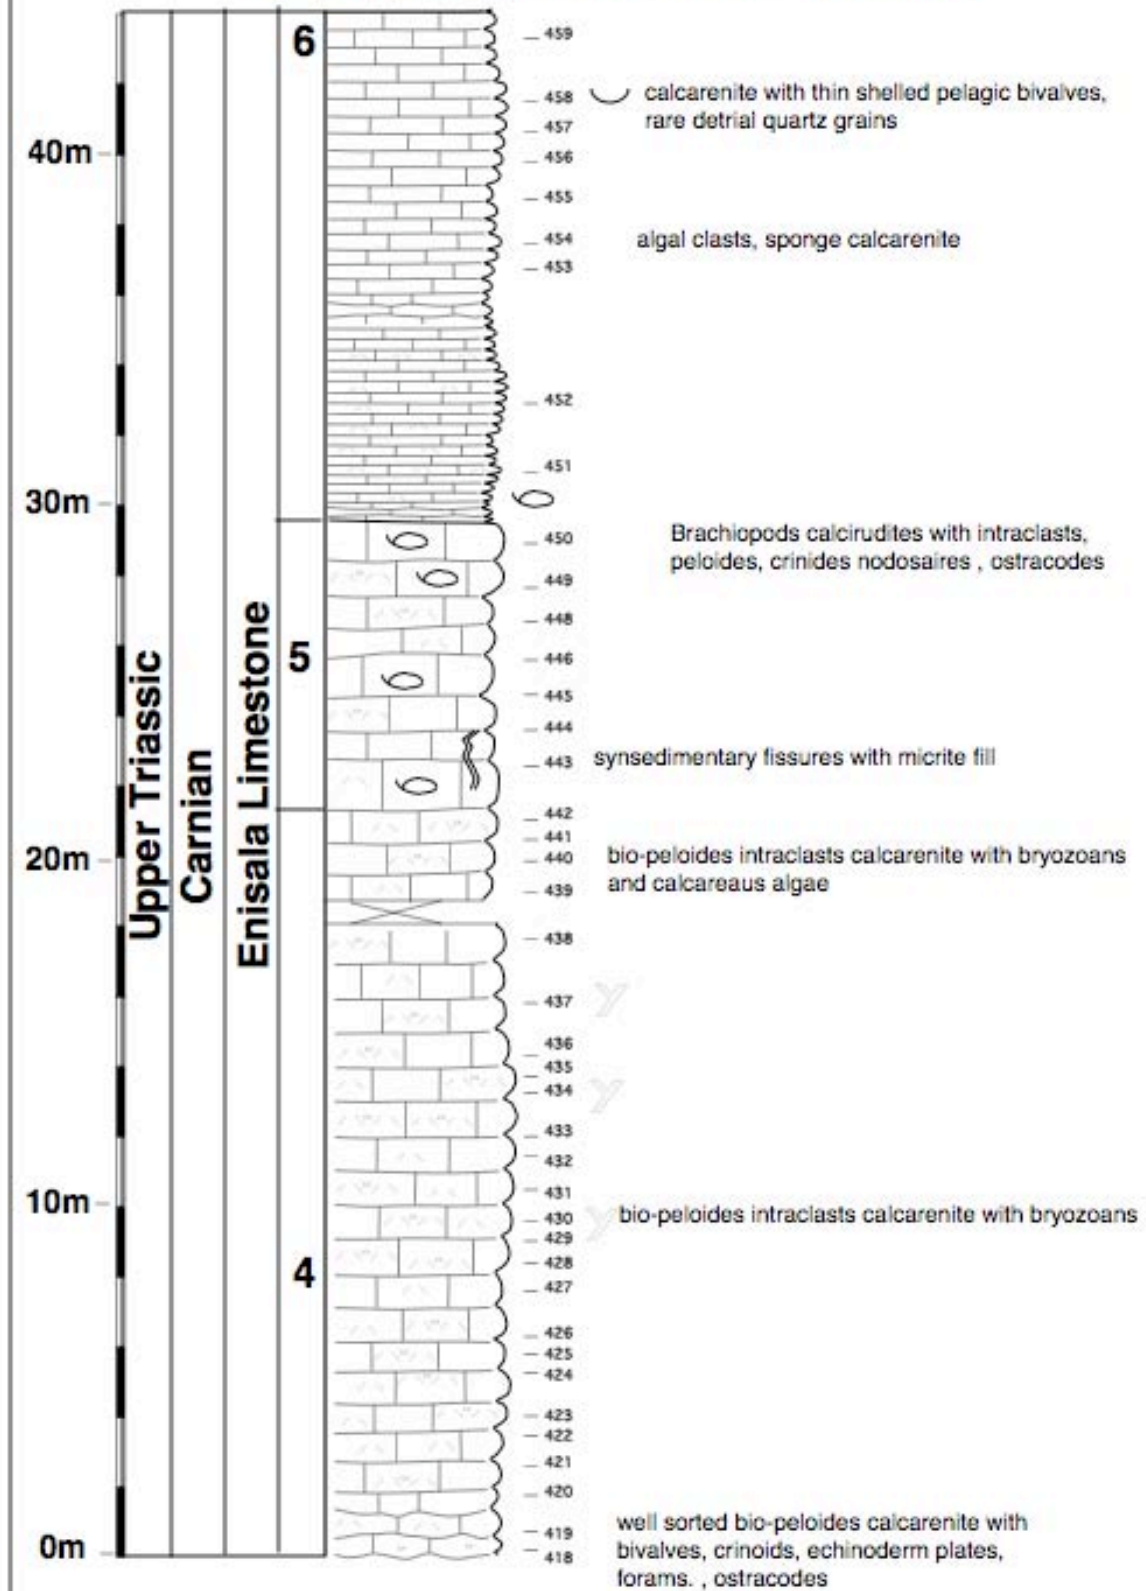 6
459
458
calcarenite with thin shelled pelagic bivalves,
rare detrial quartz grains
457
40m
456
455
454
algal clasts, sponge calcarenite
453
452
451
30m
450
Brachiopods calcirudites with intraclasts,
peloides, crinides nodosaires , ostracodes
449
448
446
5
445
444
443
synsedimentary fissures with micrite fill
Upper Triassic
Carnian
Enisala Limestone
442
441
20m
440
bio-peloides intraclasts calcarenite with bryozoans
and calcareaus algae
439
438
437
436
435
434
433
432
431
10m
430
bio-peloides intraclasts calcarenite with bryozoans
429
428
4
427
426
425
424
423
422
421
420
419
well sorted bio-peloides calcarenite with
bivalves, crinoids, echinoderm plates,
forams. , ostracodes
0m
418